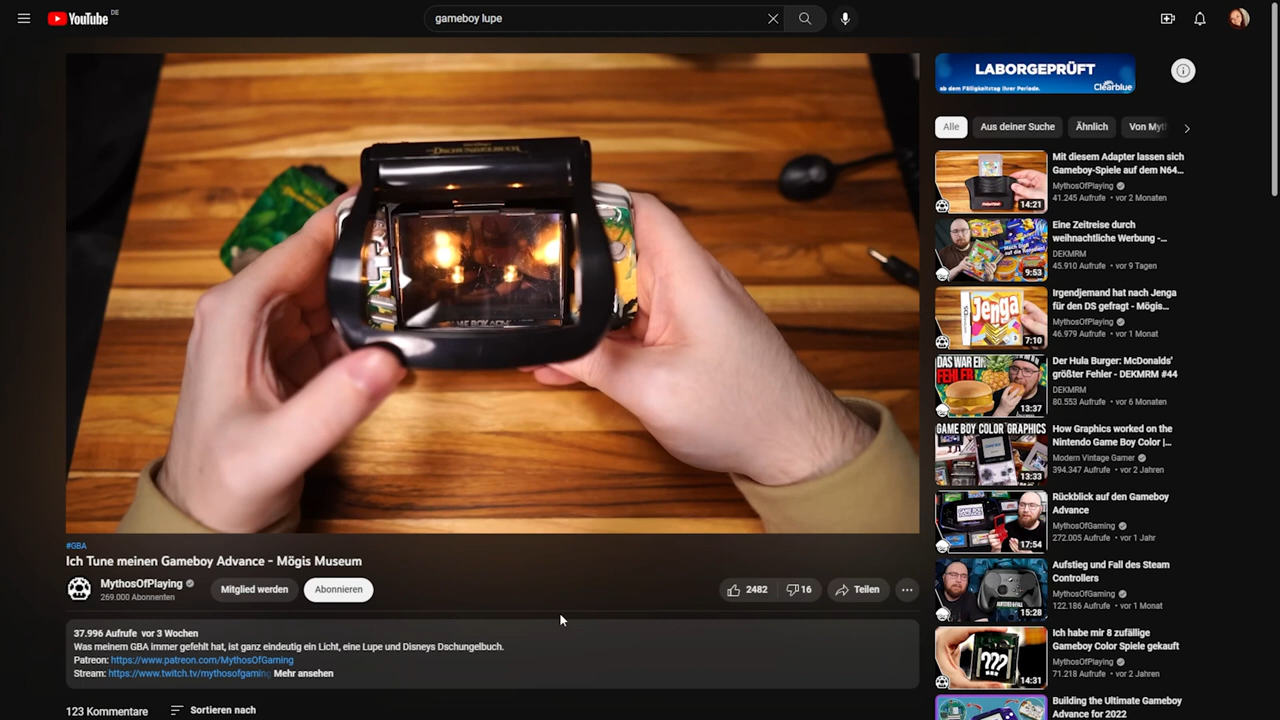 YouTube DE
gameboy lupe
DSCHUNGELBUCH
#GBA
Ich Tune meinen Gameboy Advance - Mögis Museum
MythosOfPlaying
269.000 Abonnenten
Mitglied werden
Abonnieren
2482
16
Teilen
37.996 Aufrufe vor 3 Wochen
Was meinem GBA immer gefehlt hat, ist ganz eindeutig ein Licht, eine Lupe und Disneys Dschungelbuch.
Patreon: https://www.patreon.com/MythosOfGaming
Stream: https://www.twitch.tv/mythosofgaming Mehr ansehen
123 Kommentare
Sortieren nach
LABORGEPRÜFT
ab dem Fälligkeitstag Ihrer Periode.
Clearblue
Alle
Aus deiner Suche
Ähnlich
Von Myt
14:21
Mit diesem Adapter lassen sich
Gameboy-Spiele auf dem N64...
MythosOfPlaying
41.245 Aufrufe • vor 2 Monaten
9:53
Eine Zeitreise durch
weihnachtliche Werbung -...
DEKMRM
45.910 Aufrufe • vor 9 Tagen
Jenga
7:10
Irgendjemand hat nach Jenga
für den DS gefragt - Mögis...
MythosOfPlaying
46.979 Aufrufe • vor 1 Monat
DAS WAR EIN
FEHLER
13:37
Der Hula Burger: McDonalds'
größter Fehler - DEKMRM #44
DEKMRM
80.553 Aufrufe • vor 6 Monaten
GAME BOY COLOR GRAPHICS
13:33
How Graphics worked on the
Nintendo Game Boy Color |...
Modern Vintage Gamer
394.347 Aufrufe • vor 2 Jahren
17:54
Rückblick auf den Gameboy
Advance
MythosOfGaming
272.005 Aufrufe • vor 1 Jahr
15:28
Aufstieg und Fall des Steam
Controllers
MythosOfGaming
122.186 Aufrufe • vor 1 Monat
???
14:31
Ich habe mir 8 zufällige
Gameboy Color Spiele gekauft
MythosOfPlaying
71.218 Aufrufe • vor 2 Jahren
Building the Ultimate Gameboy
Advance for 2022